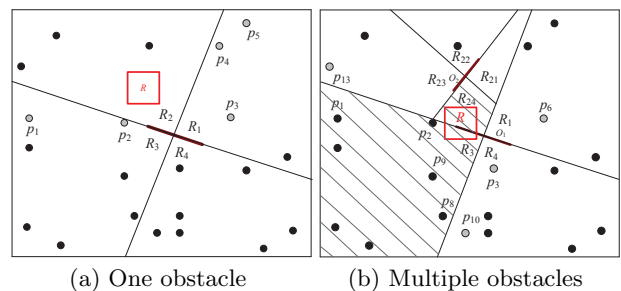 p5
p4
R
p3
p1
p2
R2
R1
R3
R4
(a) One obstacle
R22
p13
R23
O2
R21
R24
p1
R
R1
p6
p2
O1
R3
R4
p9
p3
p8
p10
(b) Multiple obstacles